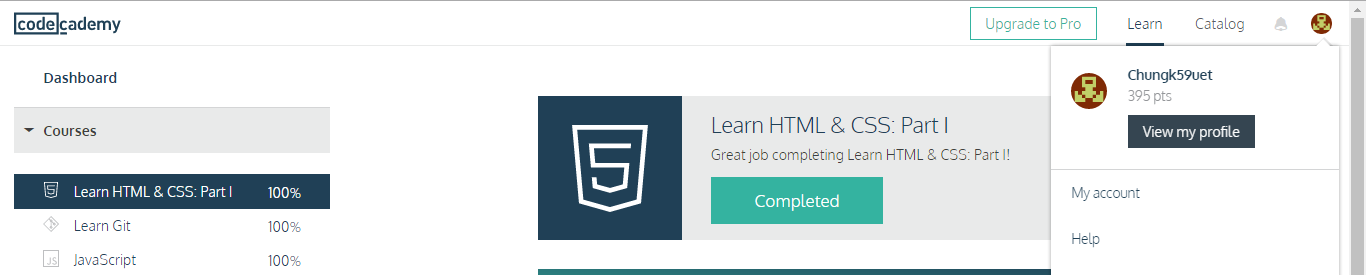 codecademy
Upgrade to Pro
Learn
Catalog
Dashboard
Courses
Learn HTML & CSS: Part I 100%
Learn Git 100%
JS JavaScript 100%
5
Learn HTML & CSS: Part I
Great job completing Learn HTML & CSS: Part I!
Completed
Chungk59uet
395 pts
View my profile
My account
Help